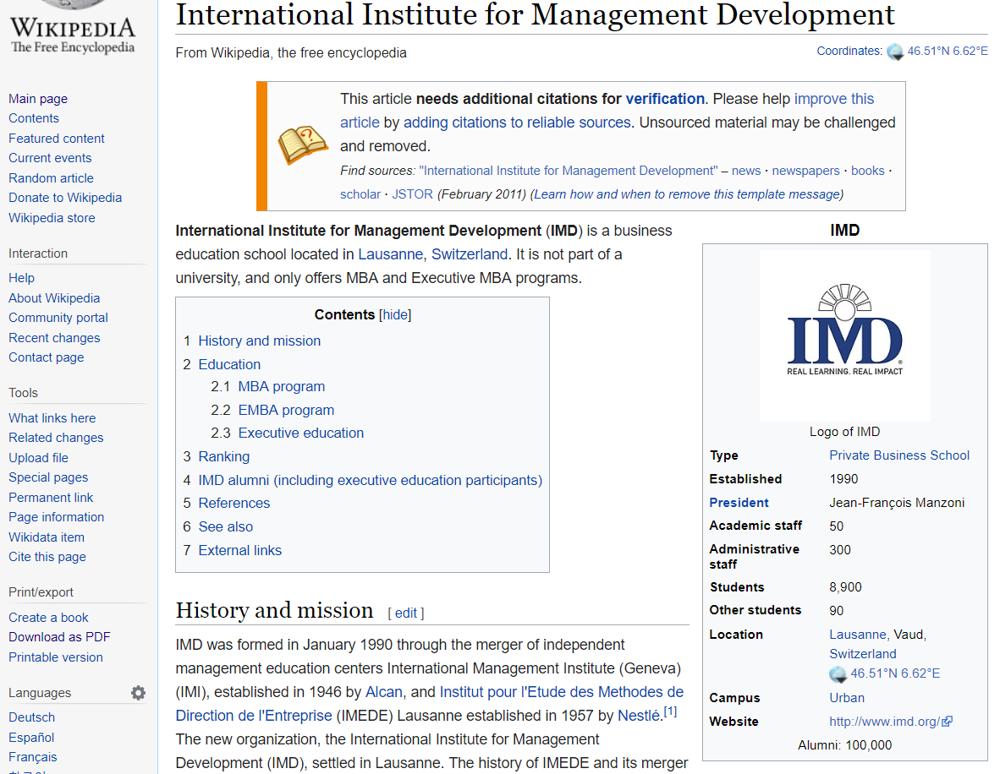 WIKIPEDIA
The Free Encyclopedia
Main page
Contents
Featured content
Current events
Random article
Donate to Wikipedia
Wikipedia store
Interaction
Help
About Wikipedia
Community portal
Recent changes
Contact page
Tools
What links here
Related changes
Upload file
Special pages
Permanent link
Page information
Wikidata item
Cite this page
Print/export
Create a book
Download as PDF
Printable version
Languages
Deutsch
Español
Français
International Institute for Management Development
From Wikipedia, the free encyclopedia
Coordinates: 46.51°N 6.62°E
This article needs additional citations for verification. Please help improve this
article by adding citations to reliable sources. Unsourced material may be challenged
and removed.
Find sources: "International Institute for Management Development" – news · newspapers · books ·
scholar · JSTOR (February 2011) (Learn how and when to remove this template message)
International Institute for Management Development (IMD) is a business
education school located in Lausanne, Switzerland. It is not part of a
university, and only offers MBA and Executive MBA programs.
Contents [hide]
1 History and mission
2 Education
2.1 MBA program
2.2 EMBA program
2.3 Executive education
3 Ranking
4 IMD alumni (including executive education participants)
5 References
6 See also
7 External links
History and mission [ edit ]
IMD was formed in January 1990 through the merger of independent
management education centers International Management Institute (Geneva)
(IMI), established in 1946 by Alcan, and Institut pour l'Etude des Methodes de
Direction de l'Entreprise (IMEDE) Lausanne established in 1957 by Nestlé.[1]
The new organization, the International Institute for Management
Development (IMD), settled in Lausanne. The history of IMEDE and its merger
IMD
IMD®
REAL LEARNING. REAL IMPACT
Logo of IMD
Type Private Business School
Established 1990
President Jean-François Manzoni
Academic staff 50
Administrative 300
staff
Students 8,900
Other students 90
Location Lausanne, Vaud,
Switzerland
46.51°N 6.62°E
Campus Urban
Website http://www.imd.org/
Alumni: 100,000